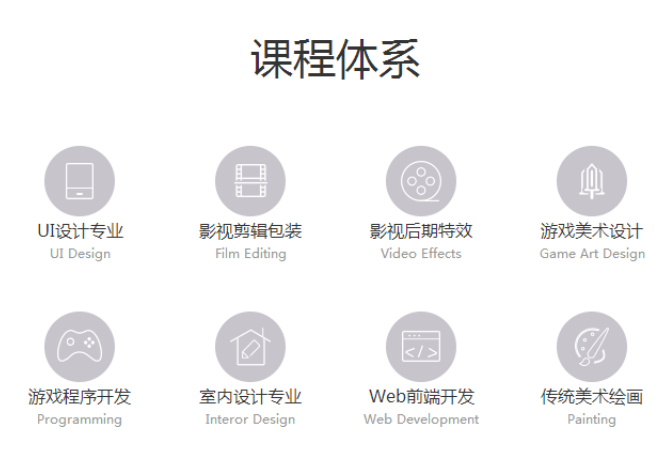 课程体系
UI设计专业
UI Design
影视剪辑包装
Film Editing
影视后期特效
Video Effects
游戏美术设计
Game Art Design
游戏程序开发
Programming
室内设计专业
Interor Design
Web前端开发
Web Development
传统美术绘画
Painting